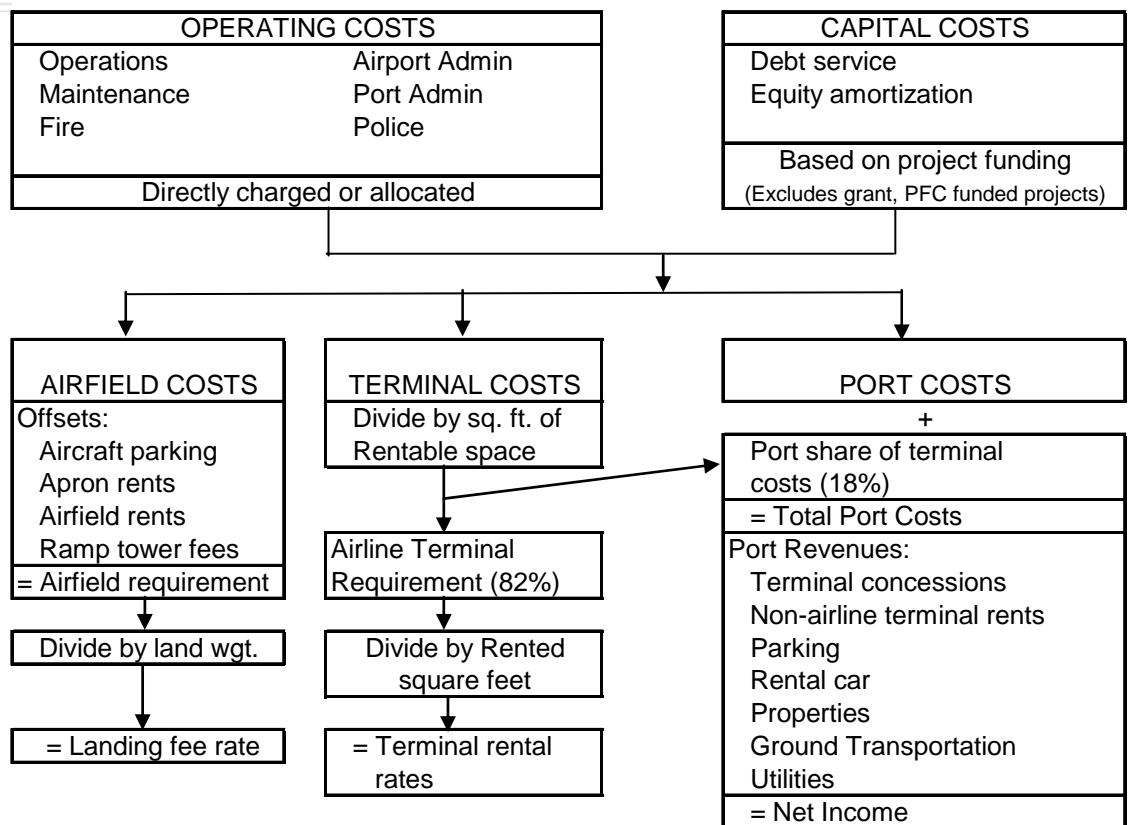 OPERATING COSTS
Operations Airport Admin
Maintenance Port Admin
Fire Police
Directly charged or allocated
CAPITAL COSTS
Debt service
Equity amortization
Based on project funding
(Excludes grant, PFC funded projects)
AIRFIELD COSTS
Offsets:
Aircraft parking
Apron rents
Airfield rents
Ramp tower fees
= Airfield requirement
Divide by land wgt.
= Landing fee rate
TERMINAL COSTS
Divide by sq. ft. of
Rentable space
Airline Terminal
Requirement (82%)
Divide by Rented
square feet
= Terminal rental
rates
PORT COSTS
+
Port share of terminal
costs (18%)
= Total Port Costs
Port Revenues:
Terminal concessions
Non-airline terminal rents
Parking
Rental car
Properties
Ground Transportation
Utilities
= Net Income